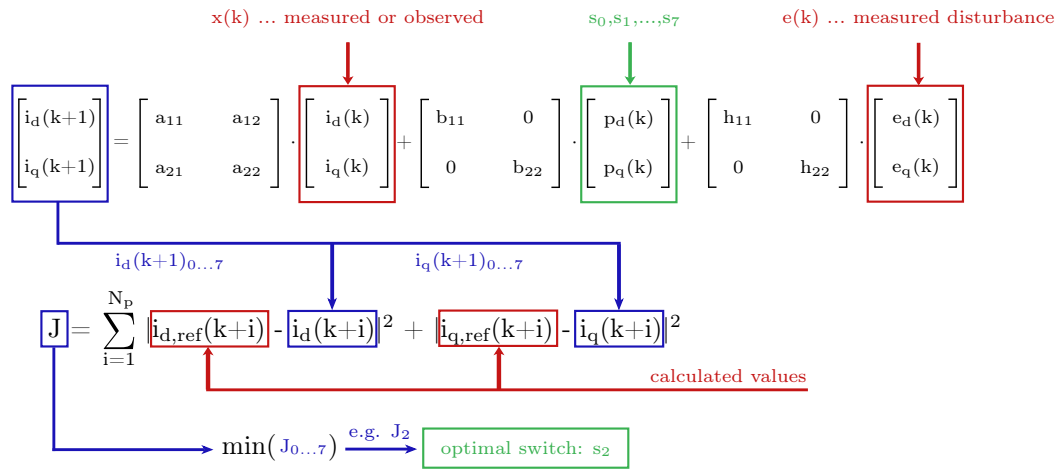 x(k) ... measured or observed
s₀,s₁,...,s₇
e(k) ... measured disturbance
[i_d(k+1) i_q(k+1)] = [a₁₁ a₁₂ a₂₁ a₂₂] · [i_d(k) i_q(k)] + [b₁₁ 0 0 b₂₂] · [p_d(k) p_q(k)] + [h₁₁ 0 0 h₂₂] · [e_d(k) e_q(k)]
i_d(k+1)₀...₇
i_q(k+1)₀...₇
J = ∑_{i=1}^{N_p} |i_{d,ref}(k+i) - i_d(k+i)|² + |i_{q,ref}(k+i) - i_q(k+i)|²
calculated values
min(J₀...₇) e.g. J₂ optimal switch: s₂